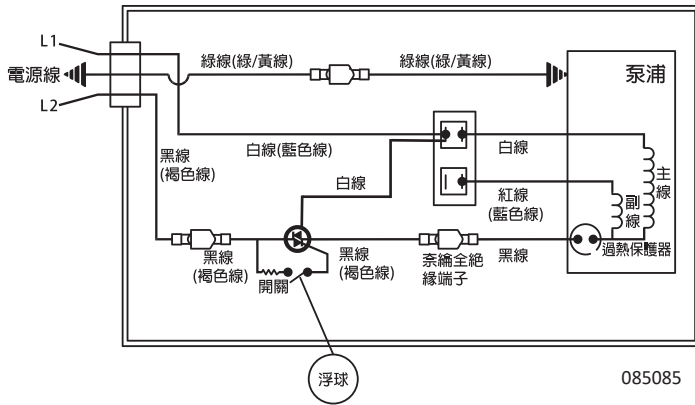 L1
綠線(綠/黃線)
綠線(綠/黃線)
泵浦
電源線
L2
白線(藍色線)
白線
黑線
(褐色線)
白線
紅線
(藍色線)
主線
副線
黑線
(褐色線)
黑線
(褐色線)
奈綸全絕
緣端子
黑線
過熱保護器
開關
浮球
085085